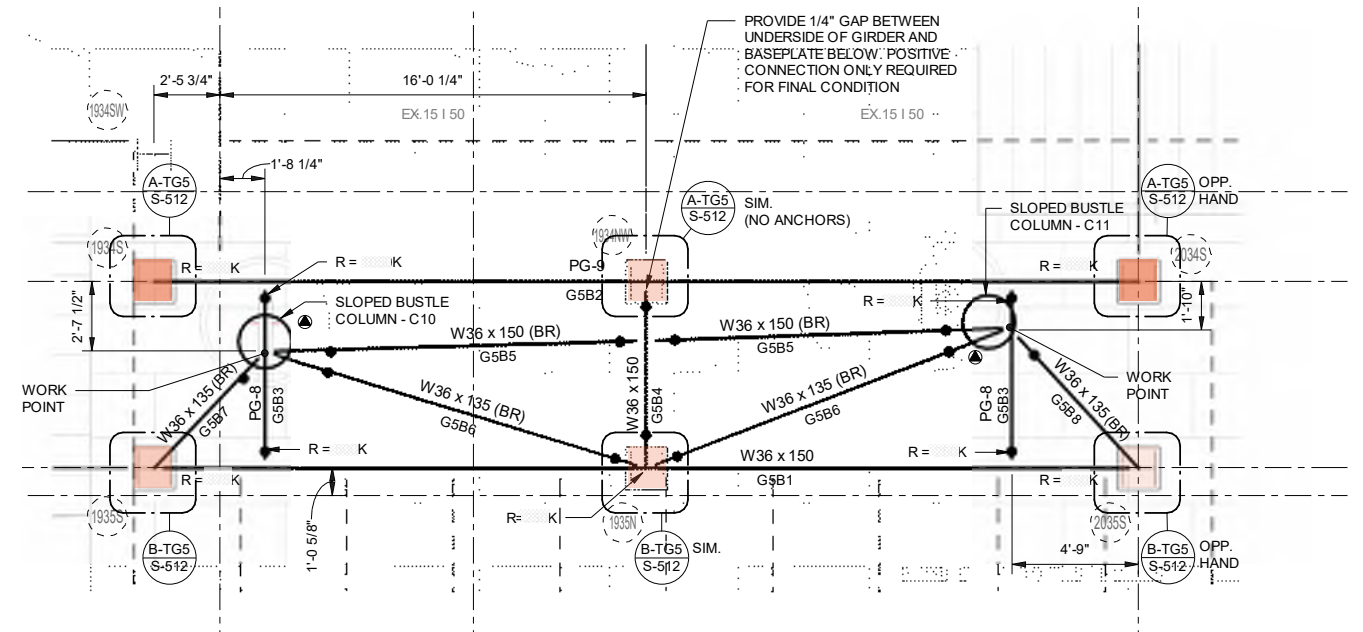 PROVIDE 1/4" GAP BETWEEN
UNDERSIDE OF GIRDER AND
BASEPLATE BELOW. POSITIVE
CONNECTION ONLY REQUIRED
FOR FINAL CONDITION
2'-5 3/4"
16'-0 1/4"
1934SW
EX.15 I 50
EX.15 I 50
1'-8 1/4"
A-TG5
S-512
A-TG5
S-512
SIM.
(NO ANCHORS)
A-TG5
S-512
OPP.
HAND
SLOPED BUSTLE
COLUMN - C11
1934S
1934NW
2034S
R = K
R = K
PG-9
G5B2
R = K
R = K
2'-7 1/2"
1'-10"
SLOPED BUSTLE
COLUMN - C10
W36 x 150 (BR)
G5B5
W36 x 150 (BR)
G5B5
WORK
POINT
W36 x 135 (BR)
G5B7
PG-8
G5B3
W36 x 135 (BR)
G5B6
W36 x 150
G5B4
W36 x 135 (BR)
G5B6
PG-8
G5B3
W36 x 135 (BR)
G5B8
WORK
POINT
R = K
R = K
W36 x 150
G5B1
R = K
R = K
R= K
1935S
1935N
2035S
1'-0 5/8"
4'-9"
B-TG5
S-512
B-TG5
S-512
SIM.
B-TG5
S-512
OPP.
HAND